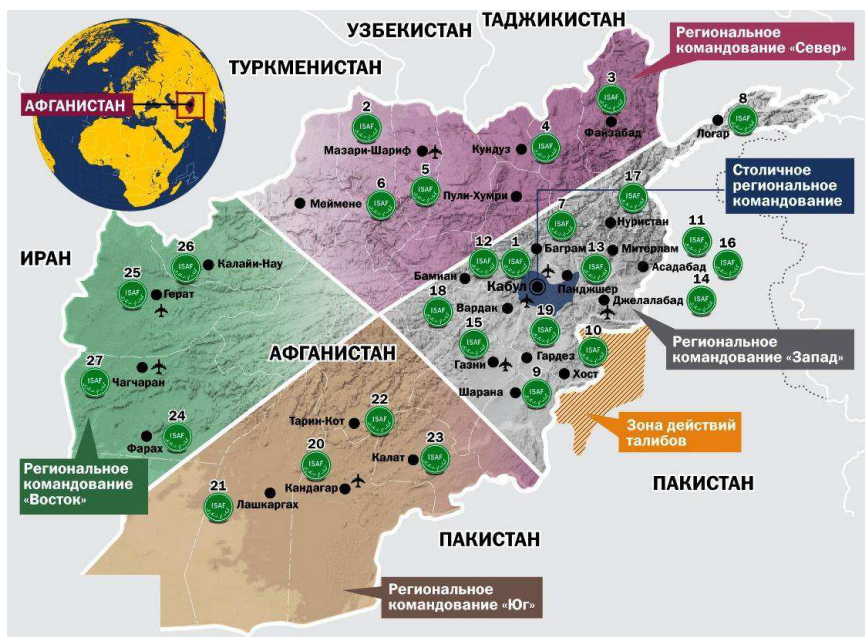 УЗБЕКИСТАН
ТАДЖИКИСТАН
ТУРКМЕНИСТАН
Региональное
командование «Север»
АФГАНИСТАН
3
ISAF
Файзабад
8
ISAF
Логар
2
ISAF
Мазари-Шариф
4
ISAF
Кундуз
Столичное
региональное
командование
6
ISAF
5
ISAF
Меймене
Пули-Хумри
17
ISAF
7
ISAF
Нуристан
ИРАН
26
ISAF
Калайи-Нау
12
ISAF
1
ISAF
Баграм
13
ISAF
Митерлам
11
ISAF
16
ISAF
Асадабад
25
ISAF
Герат
Бамиан
Кабул
Панджшер
14
ISAF
Джелалабад
18
ISAF
Вардак
19
ISAF
15
ISAF
Газни
10
ISAF
Гардез
Хост
Региональное
командование «Запад»
АФГАНИСТАН
27
ISAF
Чагчаран
9
ISAF
Шарана
22
ISAF
Тарин-Кот
Зона действий
талибов
24
ISAF
Фарах
20
ISAF
23
ISAF
Калат
Региональное
командование
«Восток»
21
ISAF
Лашкаргах
Кандагар
ПАКИСТАН
ПАКИСТАН
Региональное
командование «Юг»